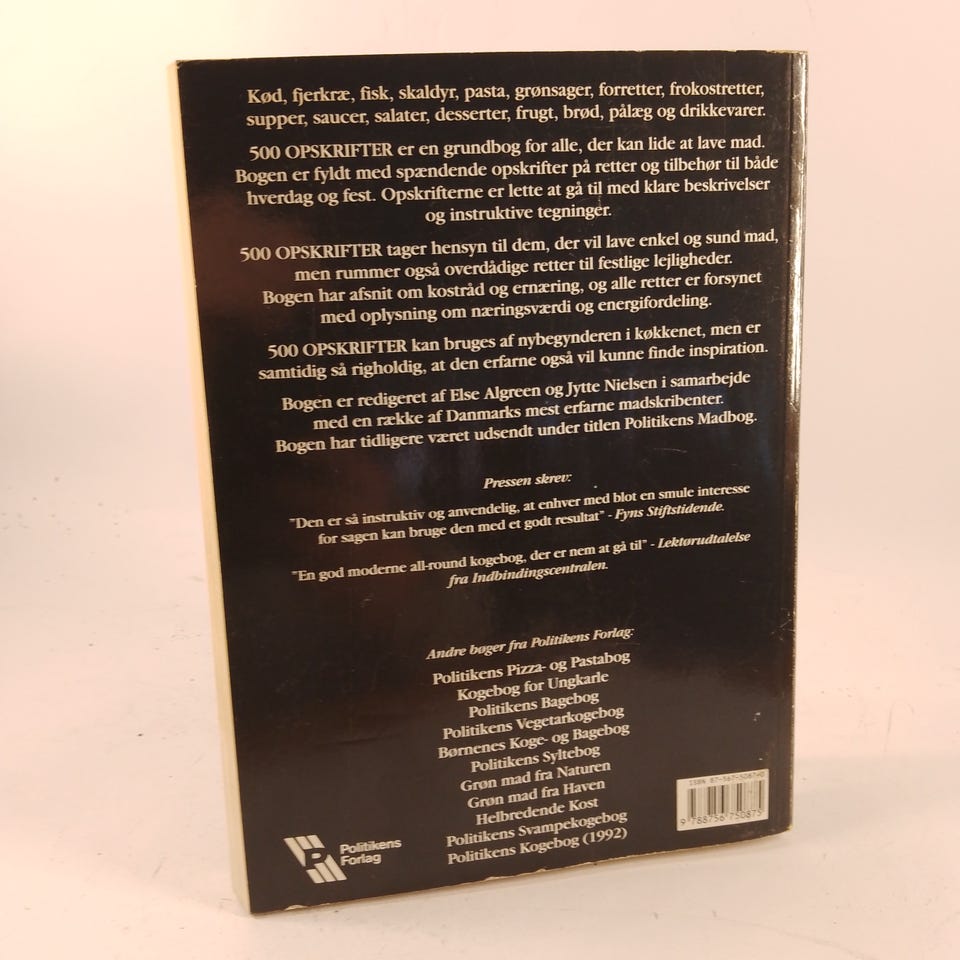 Kød, fjerkræ, fisk, skaldyr, pasta, grønsager, forretter, frokostretter,
supper, saucer, salater, desserter, frugt, brød, pålæg og drikkevarer.
500 OPSKRIFTER er en grundbog for alle, der kan lide at lave mad.
Bogen er fyldt med spændende opskrifter på retter og tilbehør til både
hverdag og fest. Opskrifterne er lette at gå til med klare beskrivelser
og instruktive tegninger.
500 OPSKRIFTER tager hensyn til dem, der vil lave enkel og sund mad,
men rummer også overdådige retter til festlige lejligheder.
Bogen har afsnit om kostråd og ernæring, og alle retter er forsynet
med oplysning om næringsværdi og energifordeling.
500 OPSKRIFTER kan bruges af nybegynderen i køkkenet, men er
samtidig så righoldig, at den erfarne også vil kunne finde inspiration.
Bogen er redigeret af Else Algreen og Jytte Nielsen i samarbejde
med en række af Danmarks mest erfarne madskribenter.
Bogen har tidligere været udsendt under titlen Politikens Madbog.
Pressen skrev:
"Den er så instruktiv og anvendelig, at enhver med blot en smule interesse
for sagen kan bruge den med et godt resultat" - Fyns Stiftstidende.
"En god moderne all-round kogebog, der er nem at gå til" - Lektørudtalelse
fra Indbindingscentralen.
Andre bøger fra Politikens Forlag:
Politikens Pizza- og Pastabog
Kogebog for Ungkarle
Politikens Bagebog
Politikens Vegetarkogebog
Børnenes Koge- og Bagebog
Politikens Syltebog
Grøn mad fra Naturen
Grøn mad fra Haven
Helbredende Kost
Politikens Svampekogebog
Politikens Kogebog (1992)
P
Politikens
Forlag
ISBN 87-567-5087-0
9 788756 750875